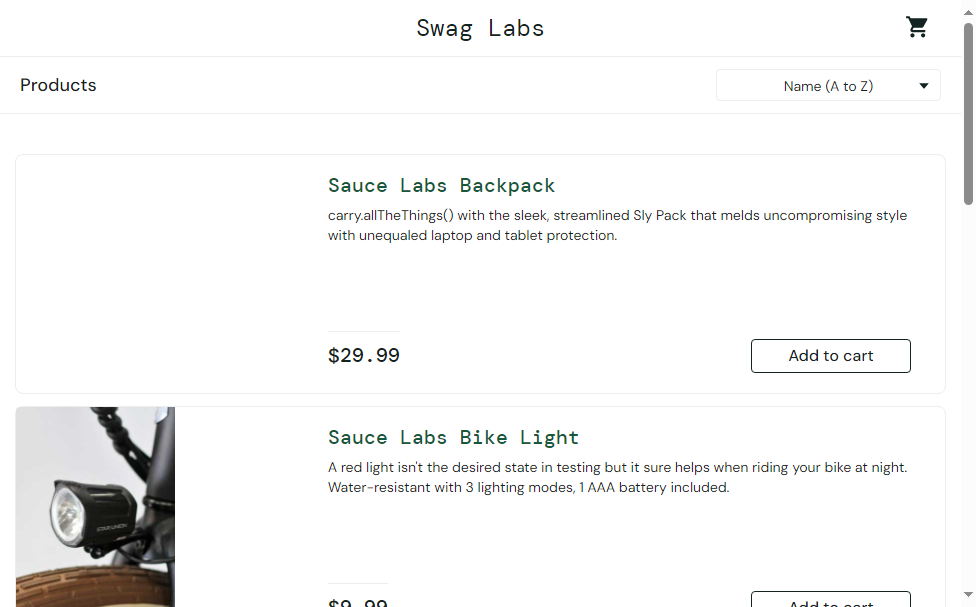 Swag Labs
Products
Name (A to Z)
Sauce Labs Backpack
carry.allTheThings() with the sleek, streamlined Sly Pack that melds uncompromising style
with unequaled laptop and tablet protection.
$29.99
Add to cart
Sauce Labs Bike Light
A red light isn't the desired state in testing but it sure helps when riding your bike at night.
Water-resistant with 3 lighting modes, 1 AAA battery included.
$9.99
Add to cart